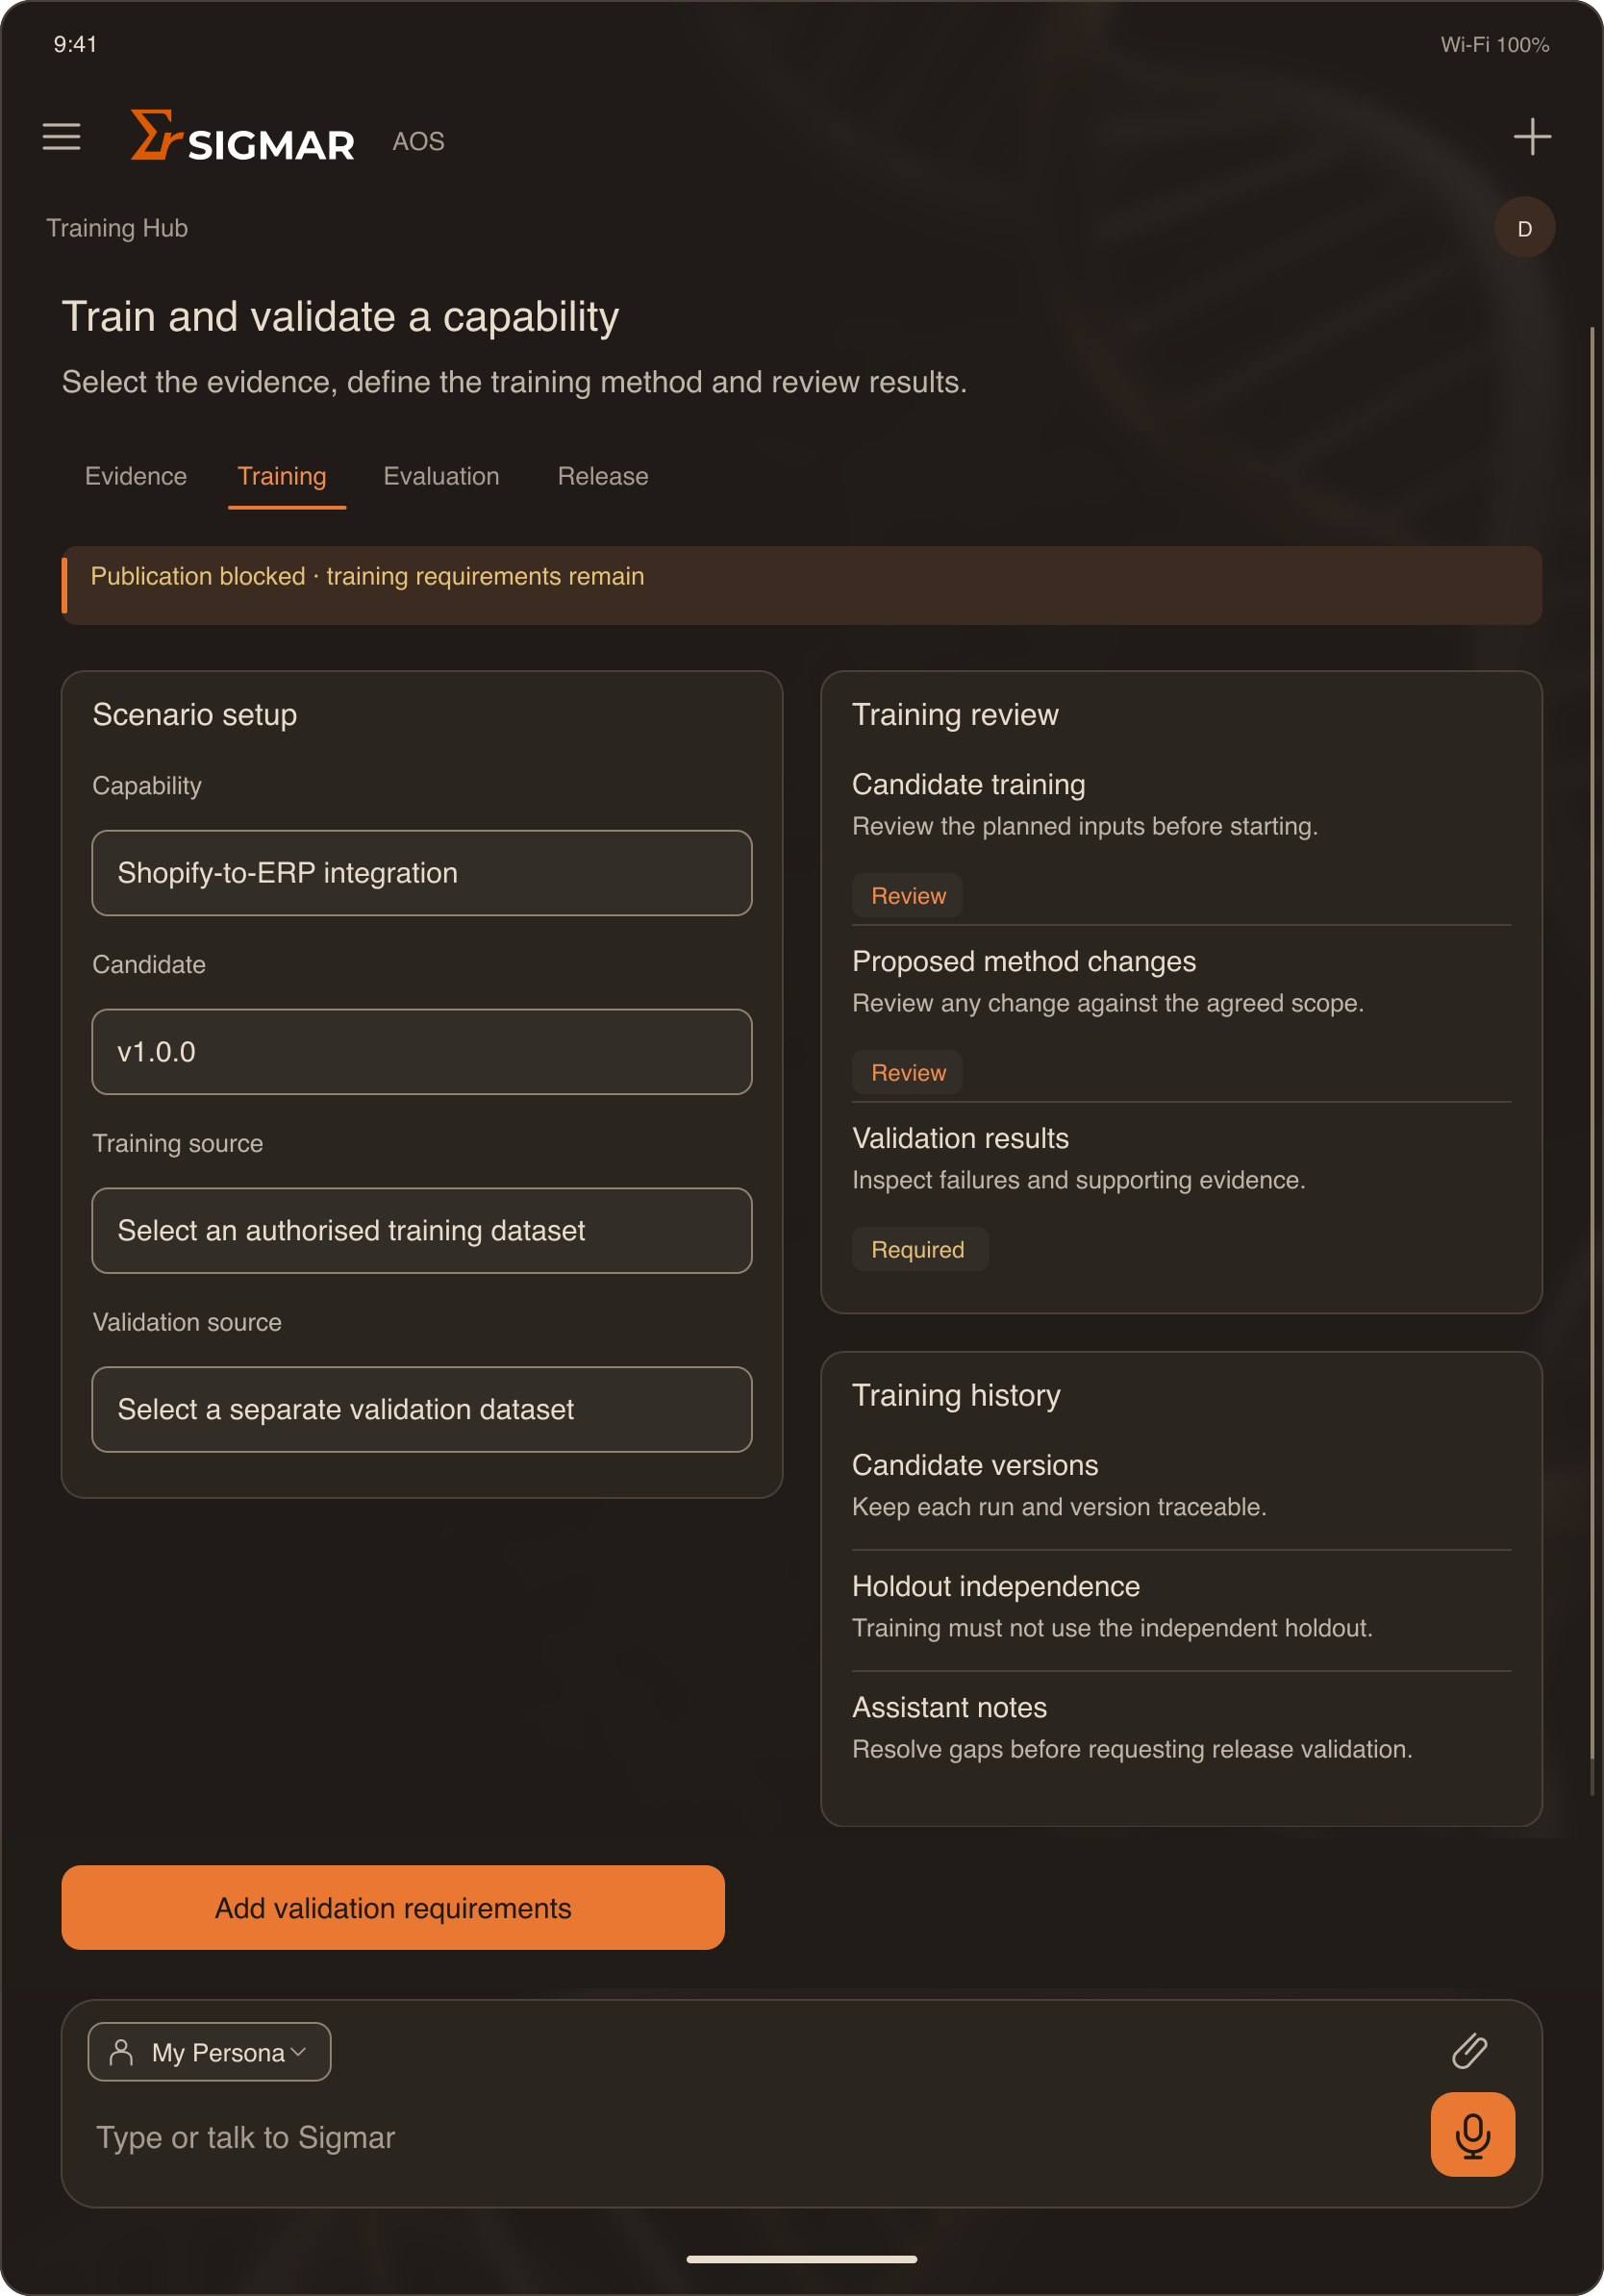 9:41
Wi-Fi 100%
Σr SIGMAR AOS
Training Hub
D
Train and validate a capability
Select the evidence, define the training method and review results.
Evidence
Training
Evaluation
Release
Publication blocked · training requirements remain
Scenario setup
Capability
Shopify-to-ERP integration
Candidate
v1.0.0
Training source
Select an authorised training dataset
Validation source
Select a separate validation dataset
Training review
Candidate training
Review the planned inputs before starting.
Review
Proposed method changes
Review any change against the agreed scope.
Review
Validation results
Inspect failures and supporting evidence.
Required
Training history
Candidate versions
Keep each run and version traceable.
Holdout independence
Training must not use the independent holdout.
Assistant notes
Resolve gaps before requesting release validation.
Add validation requirements
My Persona
Type or talk to Sigmar